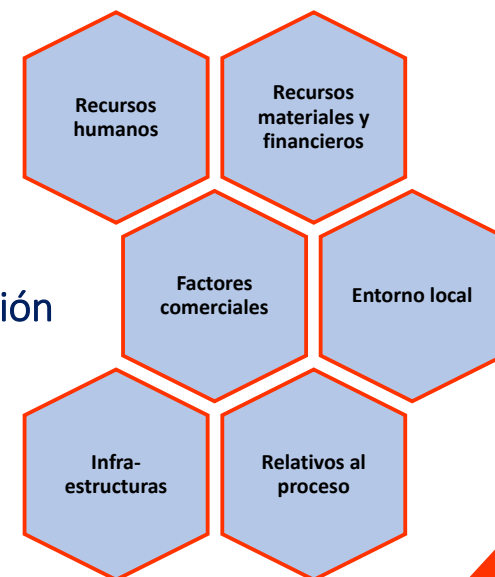 Recursos
humanos
Recursos
materiales y
financieros
ión
Factores
comerciales
Entorno local
Infra-
estructuras
Relativos al
proceso